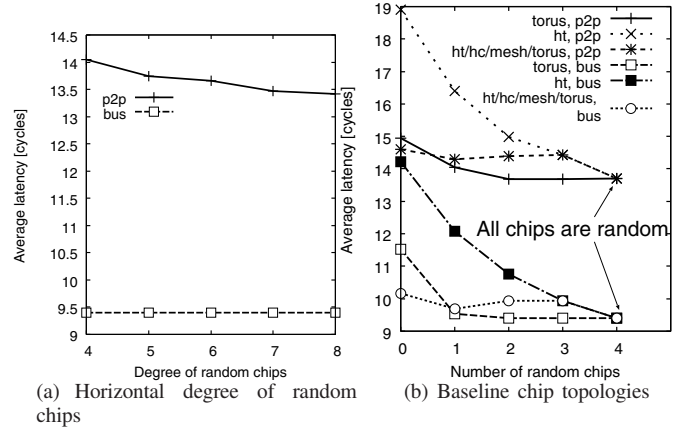 14.5
14
13.5
13
12.5
12
11.5
11
10.5
10
9.5
9
Average latency [cycles]
p2p
bus
4 5 6 7 8
Degree of random chips
(a) Horizontal degree of random
chips
19
18
17
16
15
14
13
12
11
10
9
Average latency [cycles]
torus, p2p
ht, p2p
ht/hc/mesh/torus, p2p
torus, bus
ht, bus
ht/hc/mesh/torus,
bus
All chips are random
0 1 2 3 4
Number of random chips
(b) Baseline chip topologies